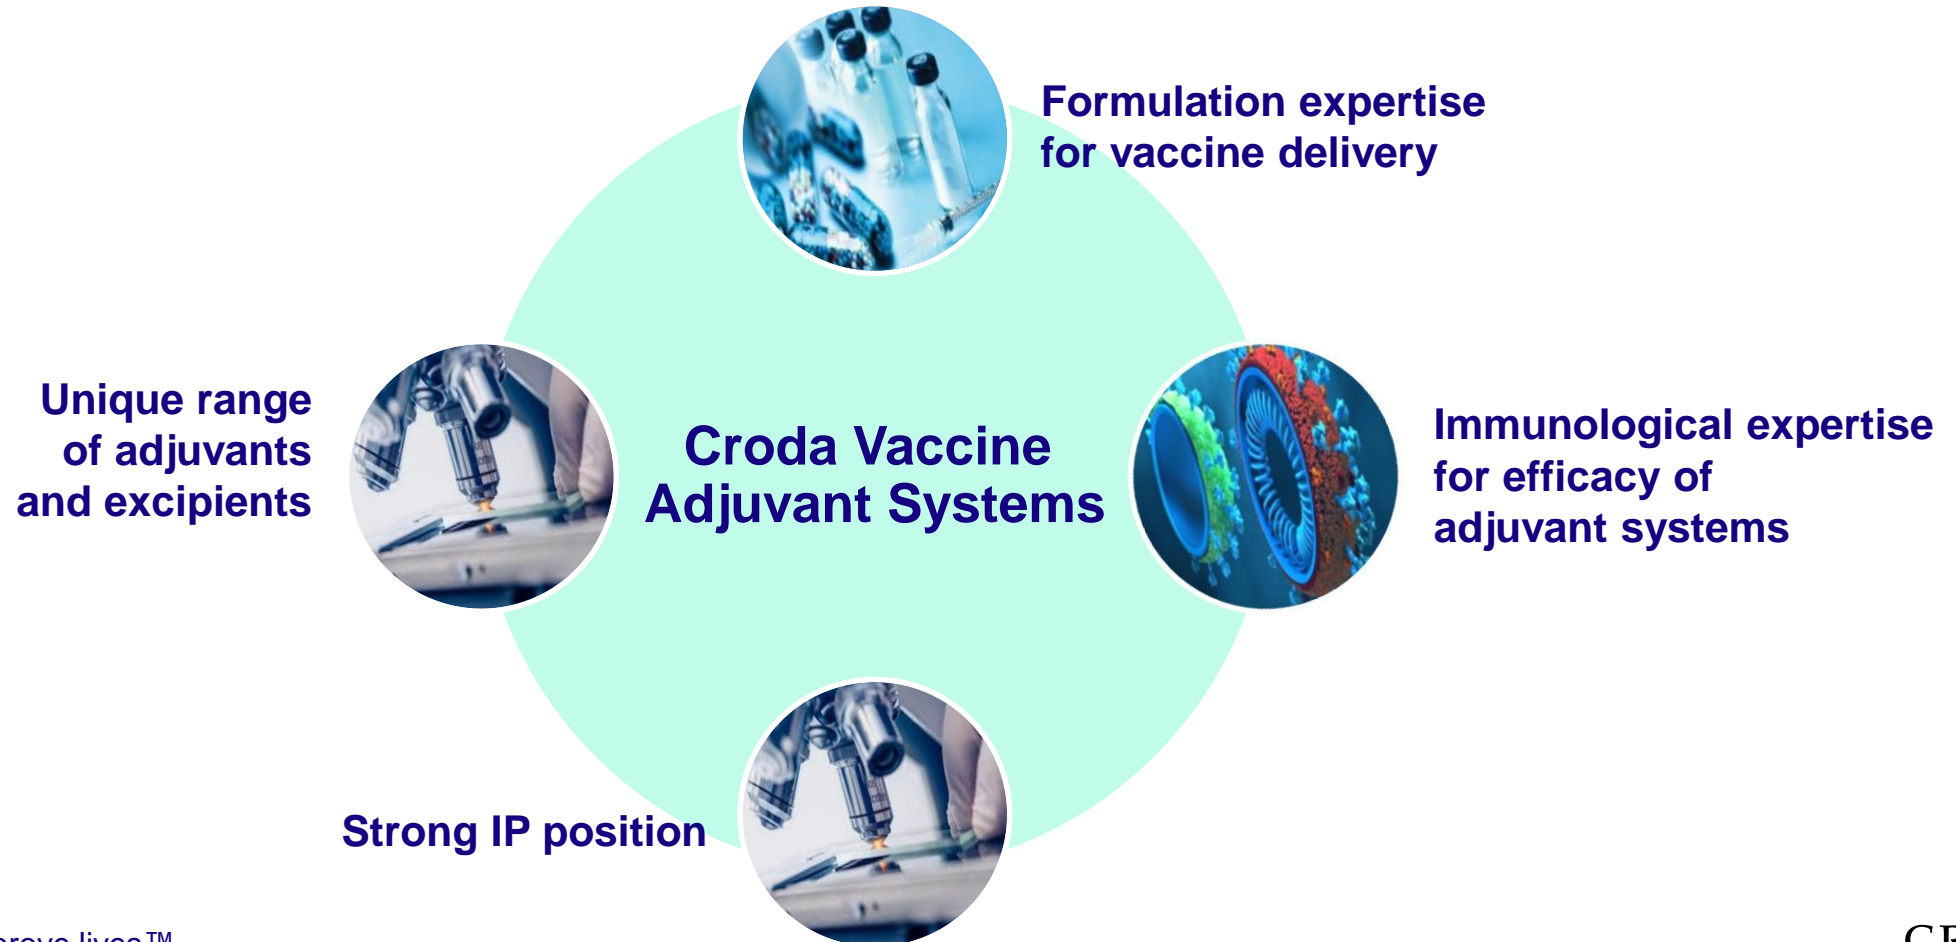 Formulation expertise
for vaccine delivery
Unique range
of adjuvants
and excipients
Croda Vaccine
Adjuvant Systems
Immunological expertise
for efficacy of
adjuvant systems
Strong IP position
lives™